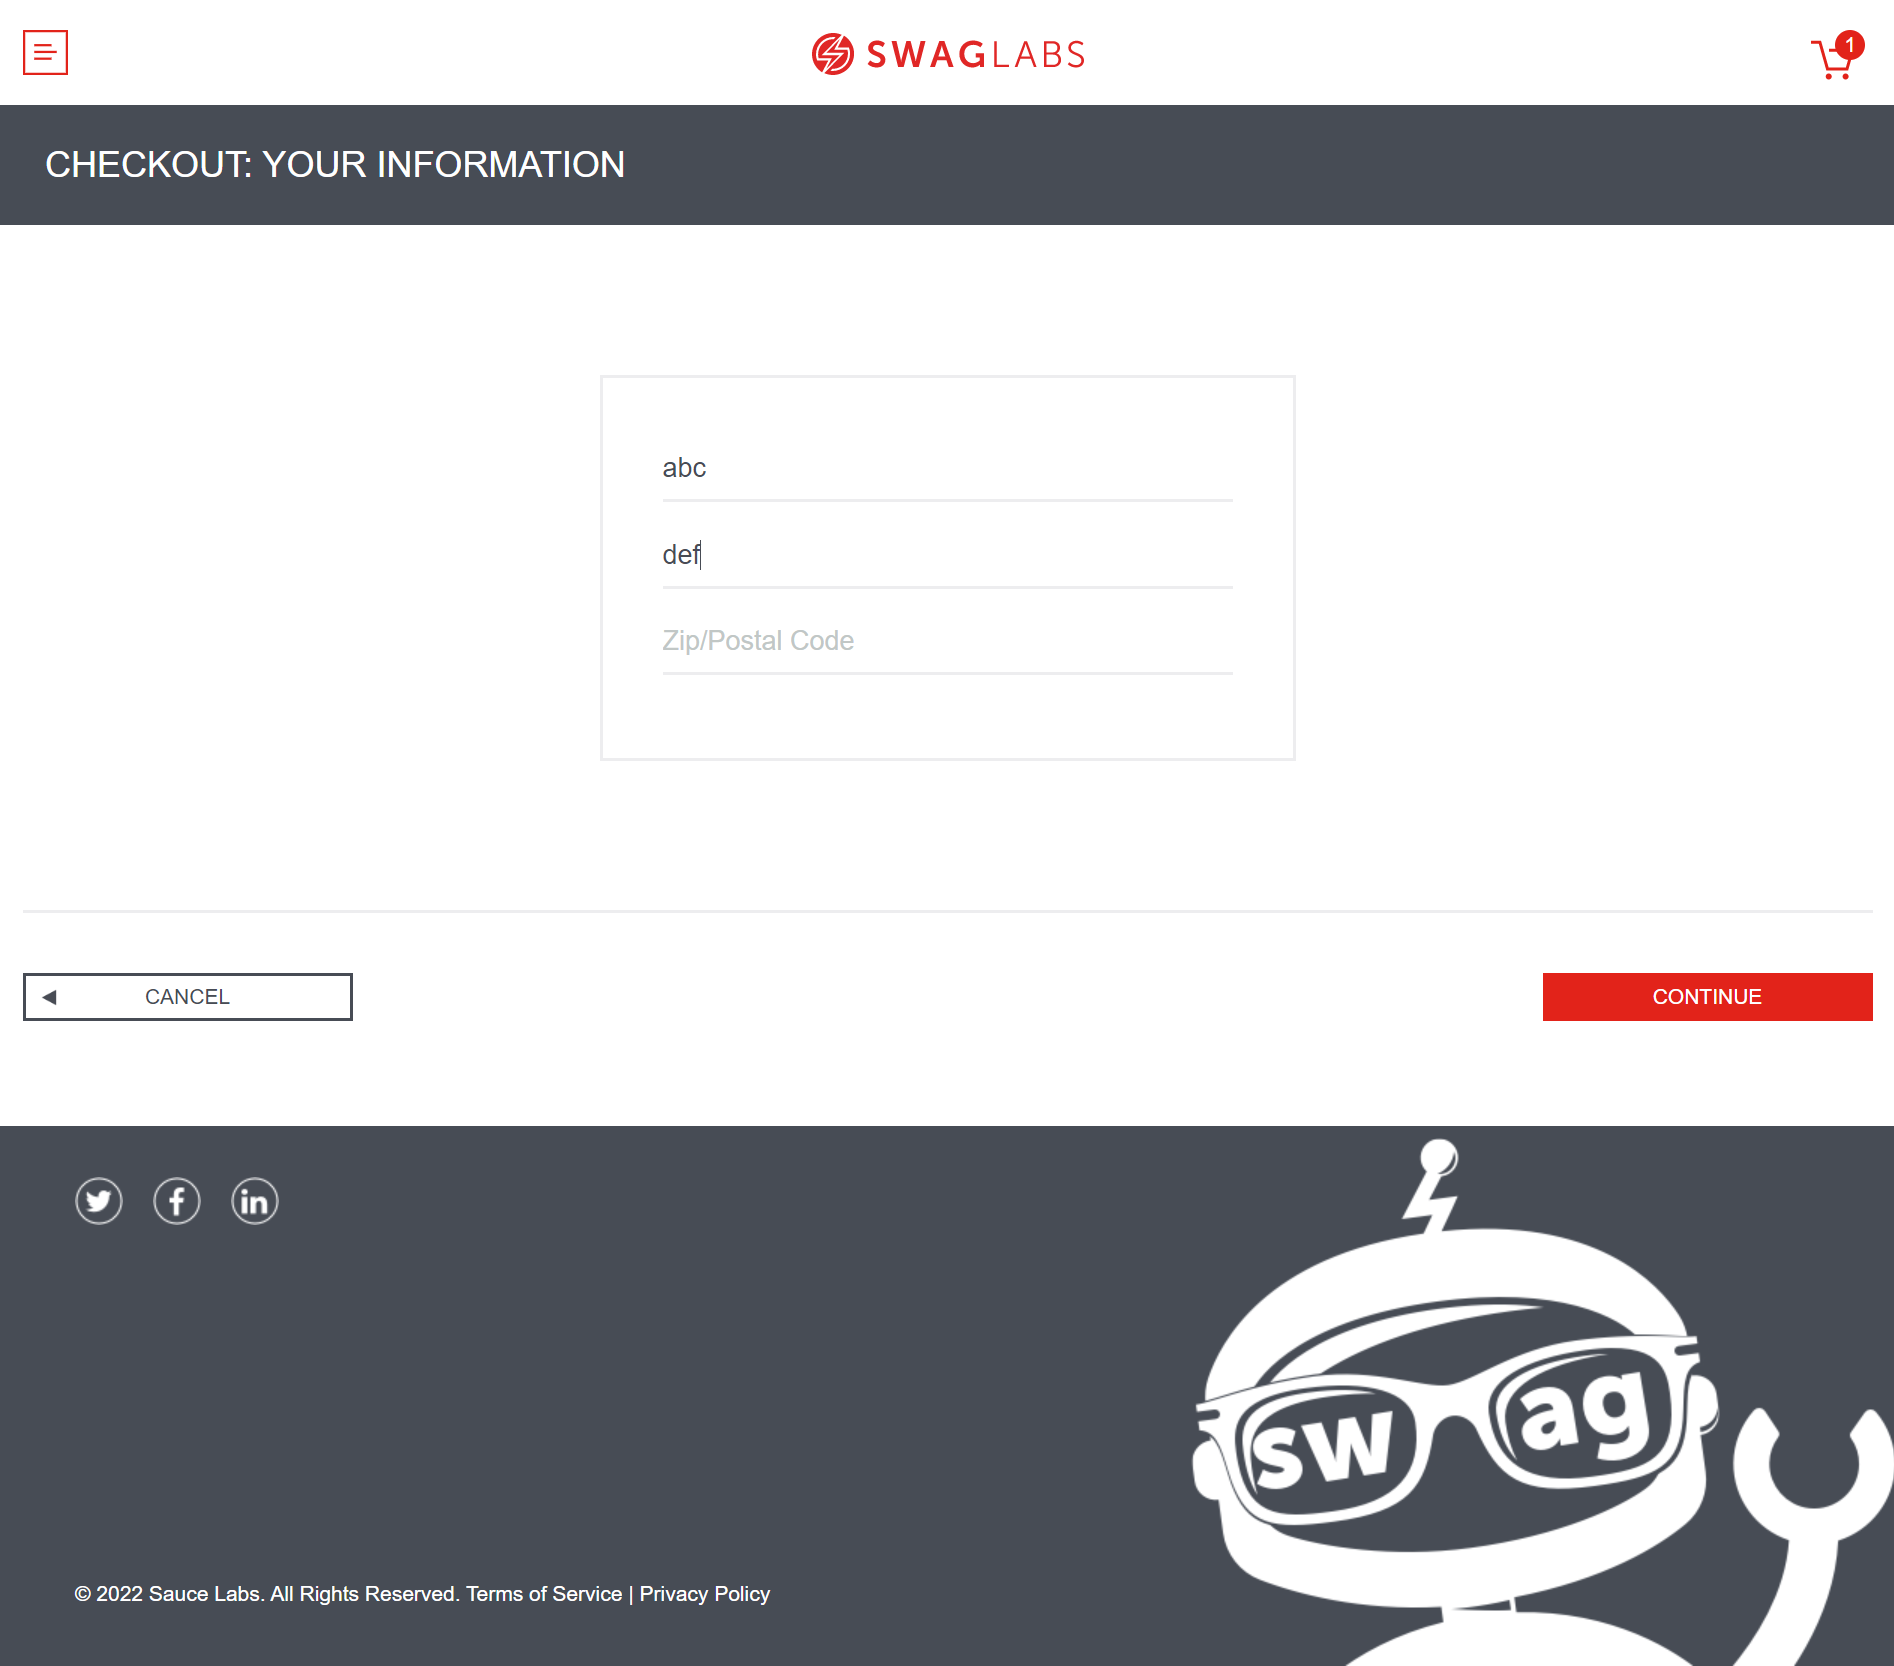 SWAGLABS
1
CHECKOUT: YOUR INFORMATION
abc
def
Zip/Postal Code
CANCEL
CONTINUE
sw ag
© 2022 Sauce Labs. All Rights Reserved. Terms of Service | Privacy Policy